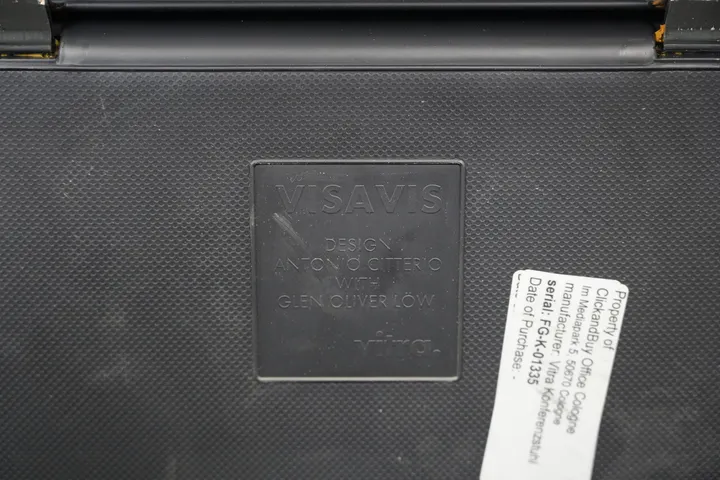 VISAVIS
DESIGN
ANTONIO CITTERIO
WITH
GLEN OLIVER LÖW
vitra.
Property of
ClickandBuy Office Cologne
Im Mediapark 5, 50670 Cologne
manufacturer: Vitra Konferenzstuhl
serial: FG-K-01335
Date of Purchase: -